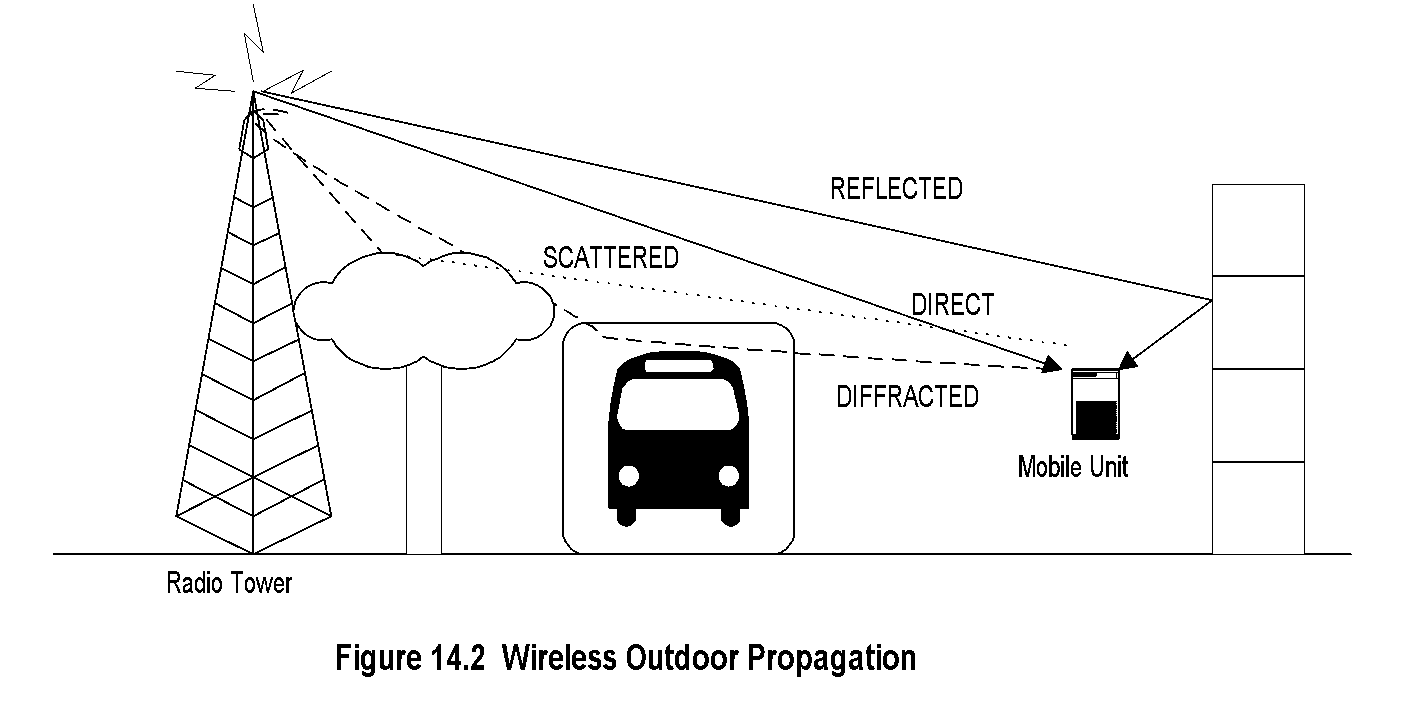 REFLECTED
SCATTERED
DIRECT
DIFFRACTED
Mobile Unit
Radio Tower
Figure 14.2 Wireless Outdoor Propagation